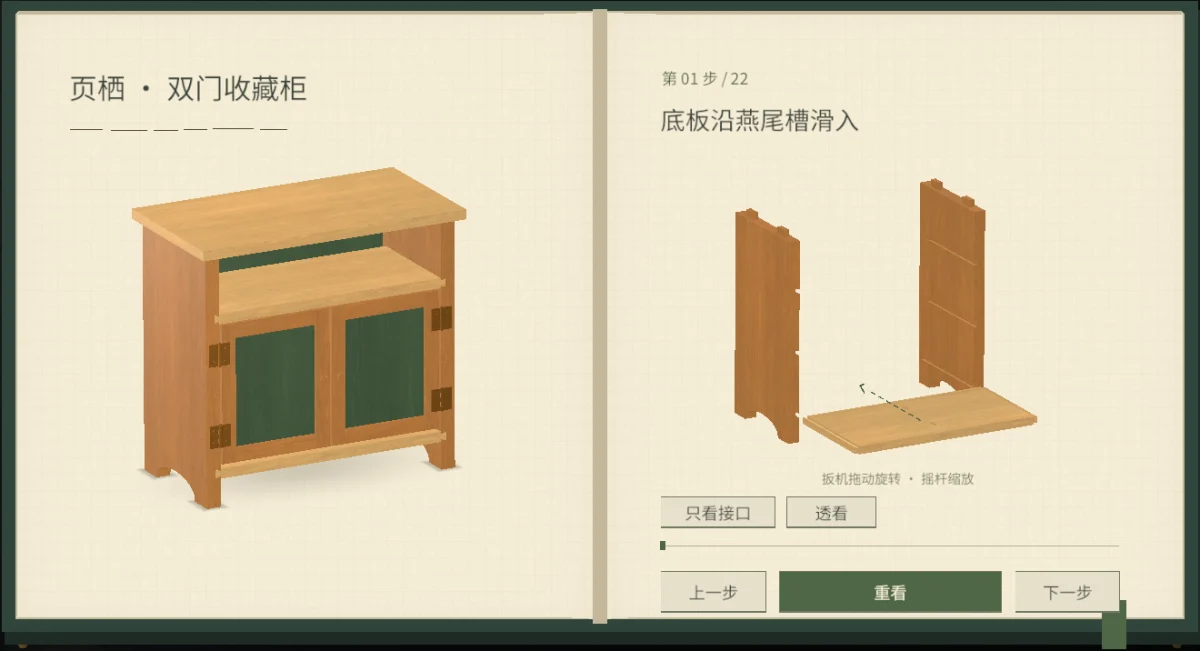 页栖 · 双门收藏柜
第 01 步 / 22
底板沿燕尾槽滑入
扳机拖动旋转 · 摇杆缩放
只看接口
透看
上一步
重看
下一步